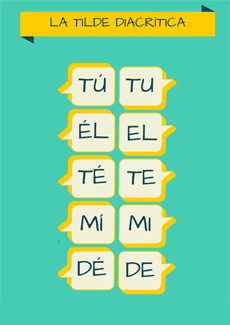 LA TILDE DIACRÍTICA
TÚ TU
ÉL EL
TÉ TE
MÍ MI
DÉ DE